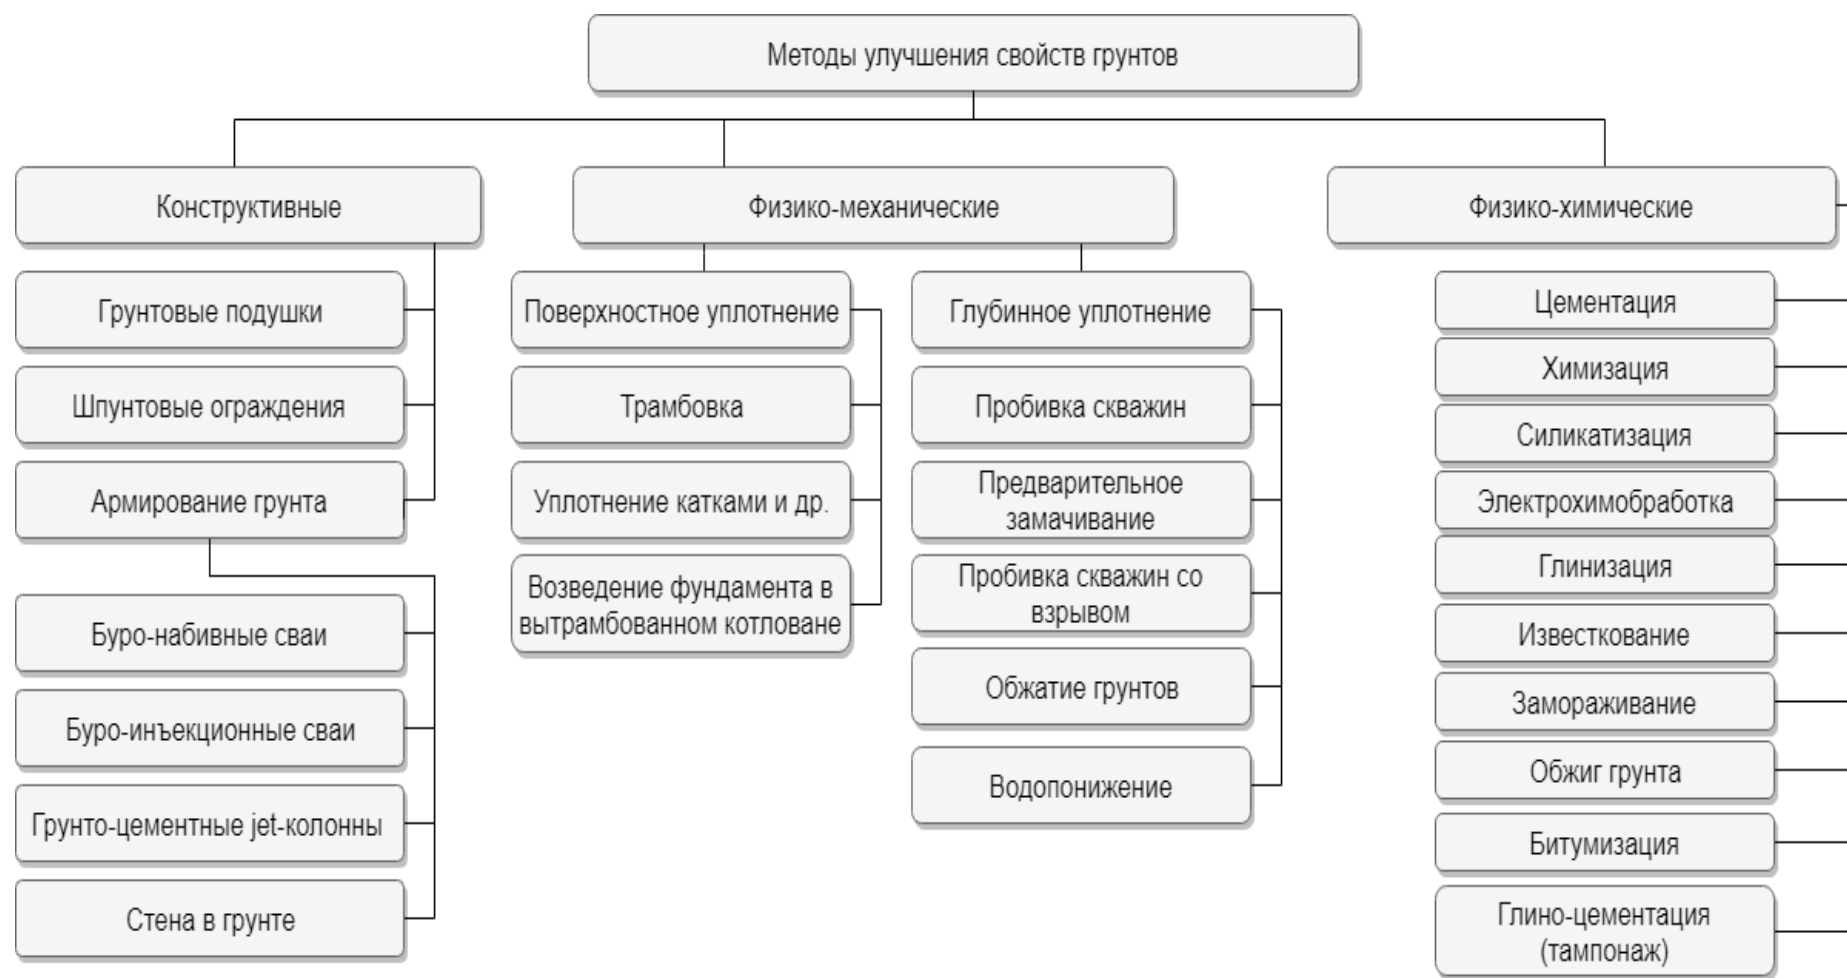 Методы улучшения свойств грунтов
Конструктивные
Грунтовые подушки
Шпунтовые ограждения
Армирование грунта
Буро-набивные сваи
Буро-инъекционные сваи
Грунто-цементные jet-колонны
Стена в грунте
Физико-механические
Поверхностное уплотнение
Трамбовка
Уплотнение катками и др.
Возведение фундамента в
вытрамбованном котловане
Глубинное уплотнение
Пробивка скважин
Предварительное
замачивание
Пробивка скважин со
взрывом
Обжатие грунтов
Водопонижение
Физико-химические
Цементация
Химизация
Силикатизация
Электрохимобработка
Глинизация
Известкование
Замораживание
Обжиг грунта
Битумизация
Глино-цементация
(тампонаж)